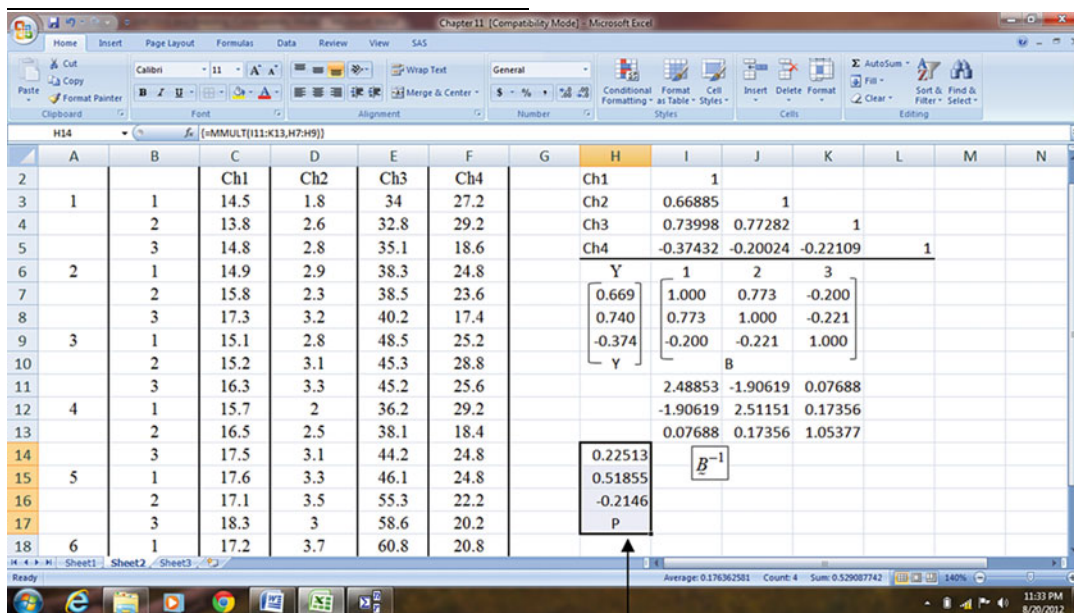 Chapter 11 [Compatibility Mode] - Microsoft Excel
Home Insert Page Layout Formulas Data Review View SAS
Paste
Cut
Copy
Format Painter
Clipboard
Calibri 11
B I U
Font
Wrap Text
Merge & Center
Alignment
General
$ % ,
Number
Conditional Formatting
Format as Table
Cell Styles
Styles
Insert Delete Format
Cells
Σ AutoSum
Fill
Clear
Sort & Filter
Find & Select
Editing
H14 fx {=MMULT(I11:K13,H7:H9)}
A B C D E F G H I J K L M N
2 Ch1 Ch2 Ch3 Ch4 Ch1 1
3 1 1 14.5 1.8 34 27.2 Ch2 0.66885 1
4 2 13.8 2.6 32.8 29.2 Ch3 0.73998 0.77282 1
5 3 14.8 2.8 35.1 18.6 Ch4 -0.37432 -0.20024 -0.22109 1
6 2 1 14.9 2.9 38.3 24.8 Y 1 2 3
7 2 15.8 2.3 38.5 23.6 0.669 1.000 0.773 -0.200
8 3 17.3 3.2 40.2 17.4 0.740 0.773 1.000 -0.221
9 3 1 15.1 2.8 48.5 25.2 -0.374 -0.200 -0.221 1.000
10 2 15.2 3.1 45.3 28.8 Y B
11 3 16.3 3.3 45.2 25.6 2.48853 -1.90619 0.07688
12 4 1 15.7 2 36.2 29.2 -1.90619 2.51151 0.17356
13 2 16.5 2.5 38.1 18.4 0.07688 0.17356 1.05377
14 3 17.5 3.1 44.2 24.8 0.22513 B⁻¹
15 5 1 17.6 3.3 46.1 24.8 0.51855
16 2 17.1 3.5 55.3 22.2 -0.2146
17 3 18.3 3 58.6 20.2 P
18 6 1 17.2 3.7 60.8 20.8
Sheet1 Sheet2 Sheet3
Ready Average: 0.176362581 Count: 4 Sum: 0.529087742 140%
11:33 PM
8/20/2012